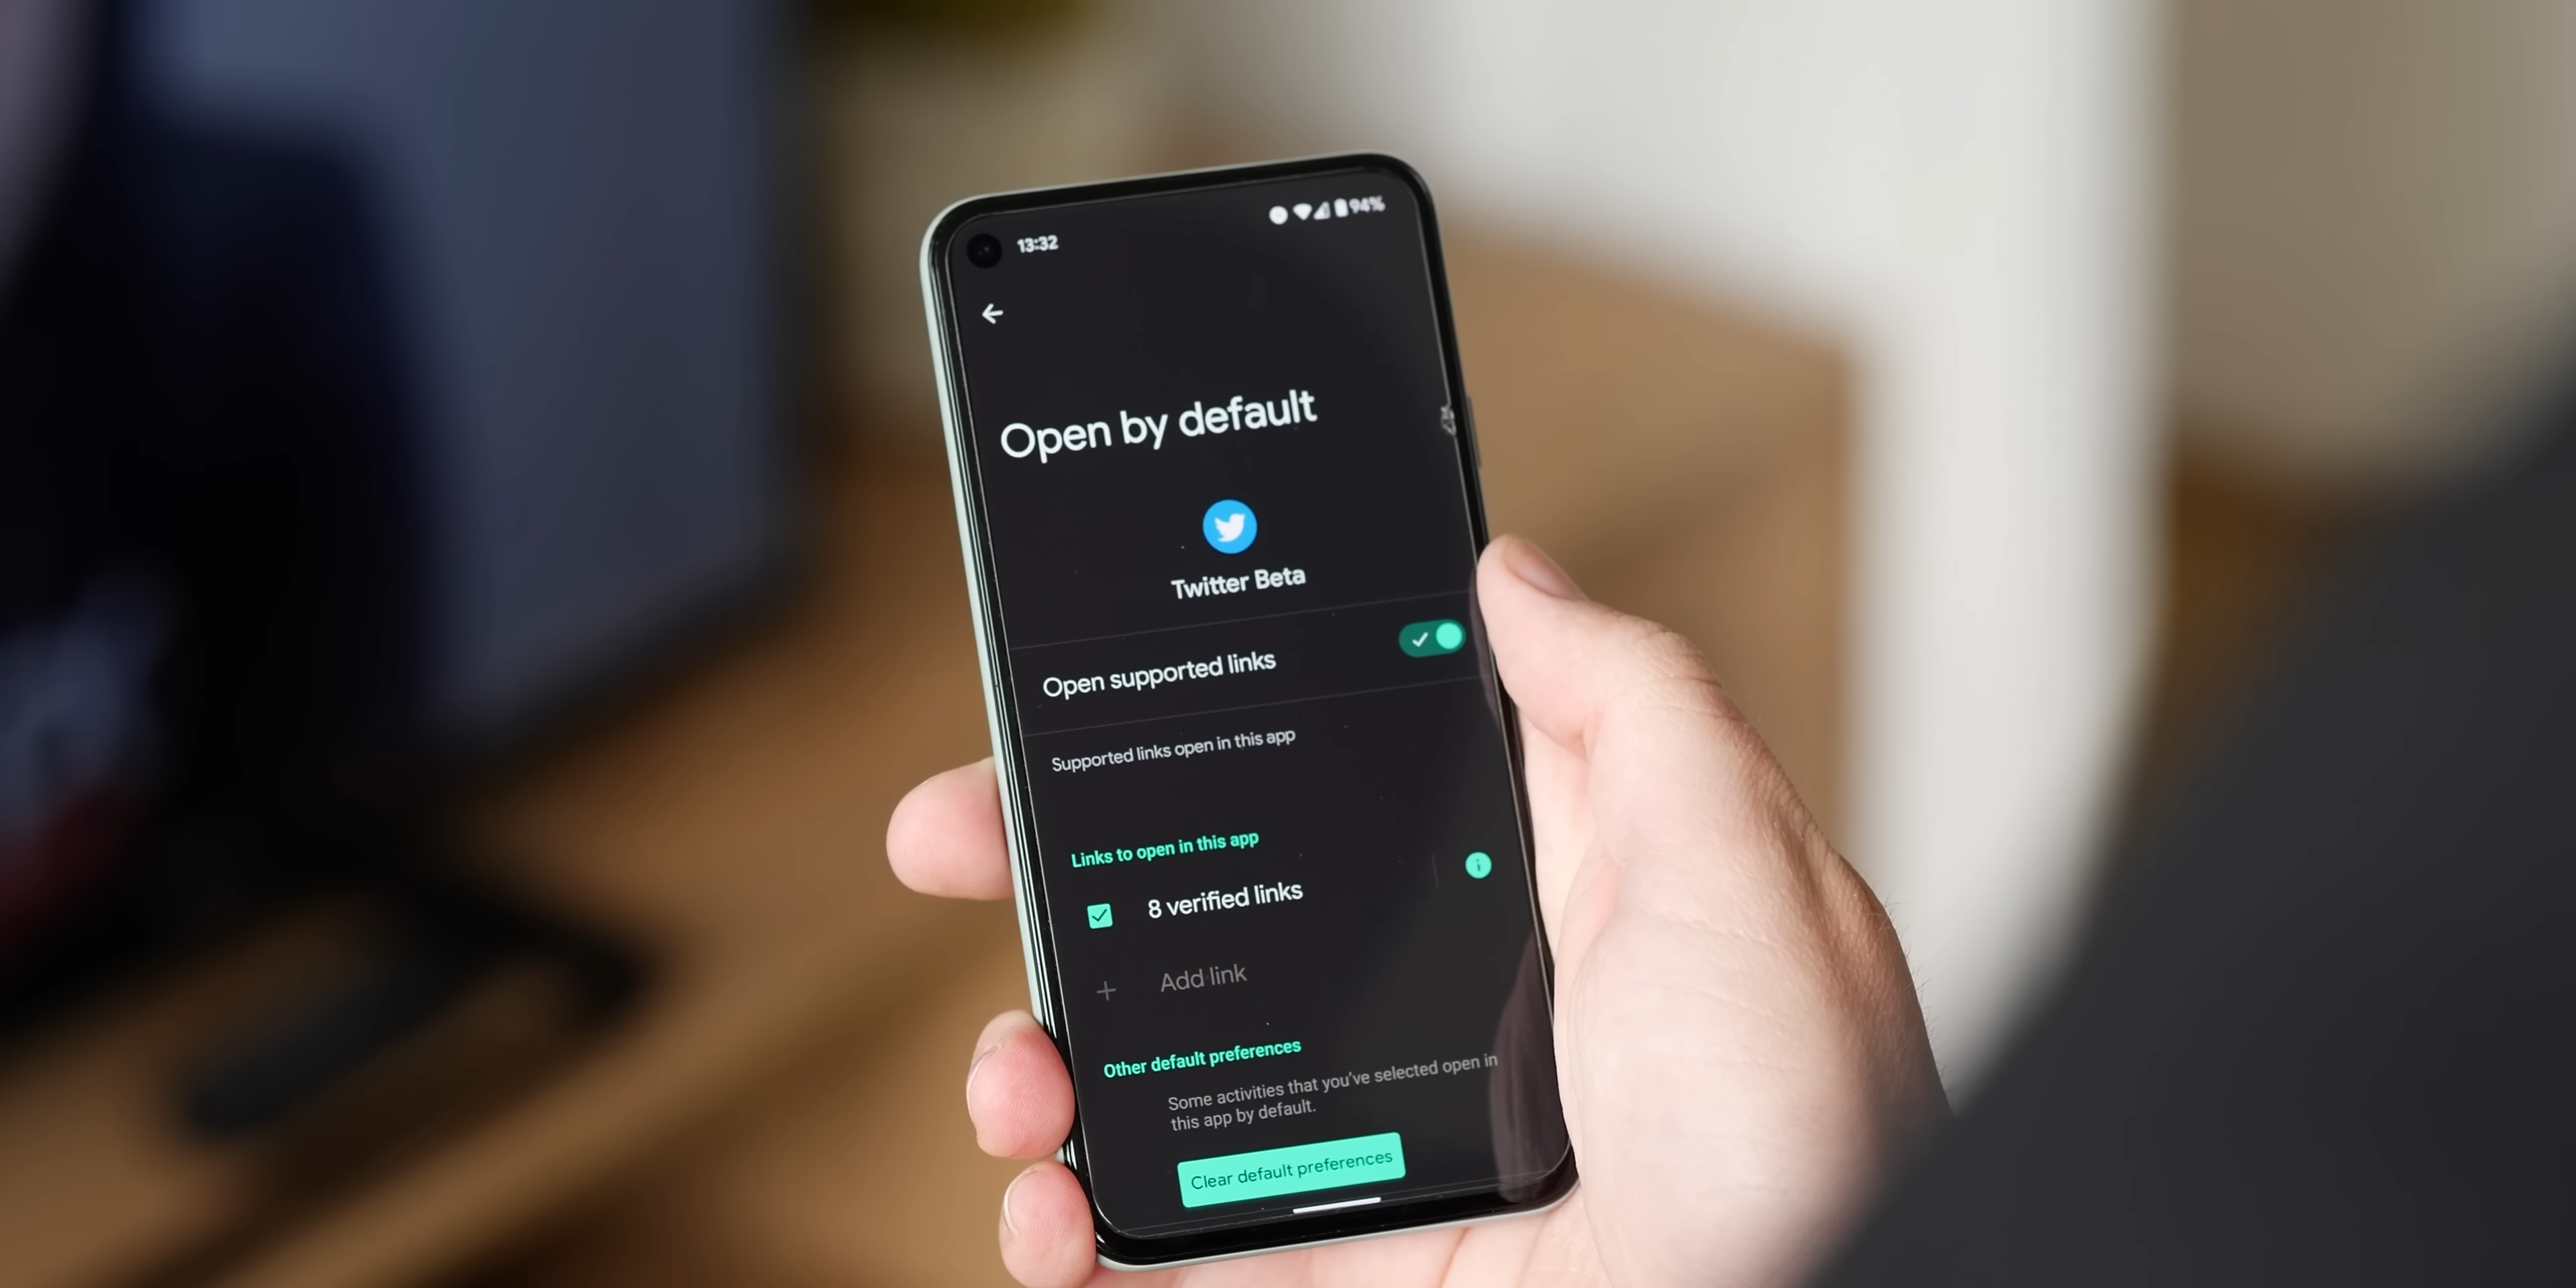 13:32
94%
Open by default
Twitter Beta
Open supported links
Supported links open in this app
Links to open in this app
8 verified links
Add link
Other default preferences
Some activities that you've selected open in
this app by default.
Clear default preferences